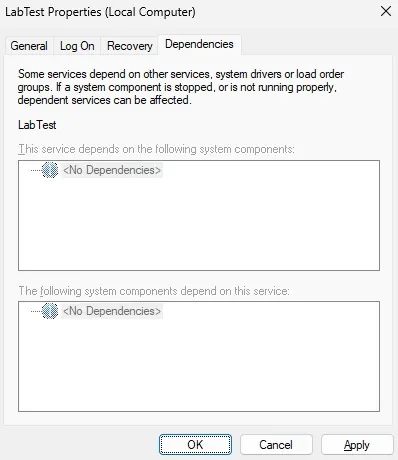 LabTest Properties (Local Computer)
General Log On Recovery Dependencies
Some services depend on other services, system drivers or load order
groups. If a system component is stopped, or is not running properly,
dependent services can be affected.
LabTest
This service depends on the following system components:
<No Dependencies>
The following system components depend on this service:
<No Dependencies>
OK Cancel Apply